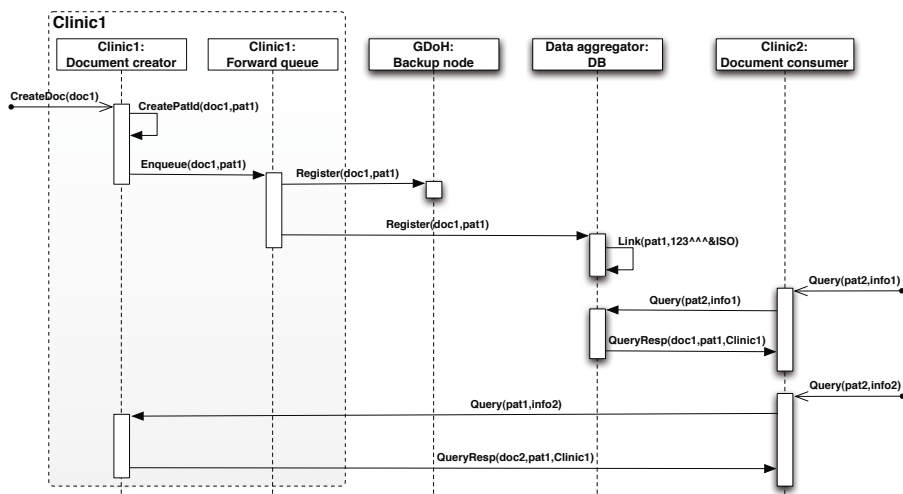 Clinic1
Clinic1:
Document creator
Clinic1:
Forward queue
GDoH:
Backup node
Data aggregator:
DB
Clinic2:
Document consumer
CreateDoc(doc1)
CreatePatId(doc1,pat1)
Enqueue(doc1,pat1)
Register(doc1,pat1)
Register(doc1,pat1)
Link(pat1,123^^^&ISO)
Query(pat2,info1)
Query(pat2,info1)
QueryResp(doc1,pat1,Clinic1)
Query(pat2,info2)
Query(pat1,info2)
QueryResp(doc2,pat1,Clinic1)